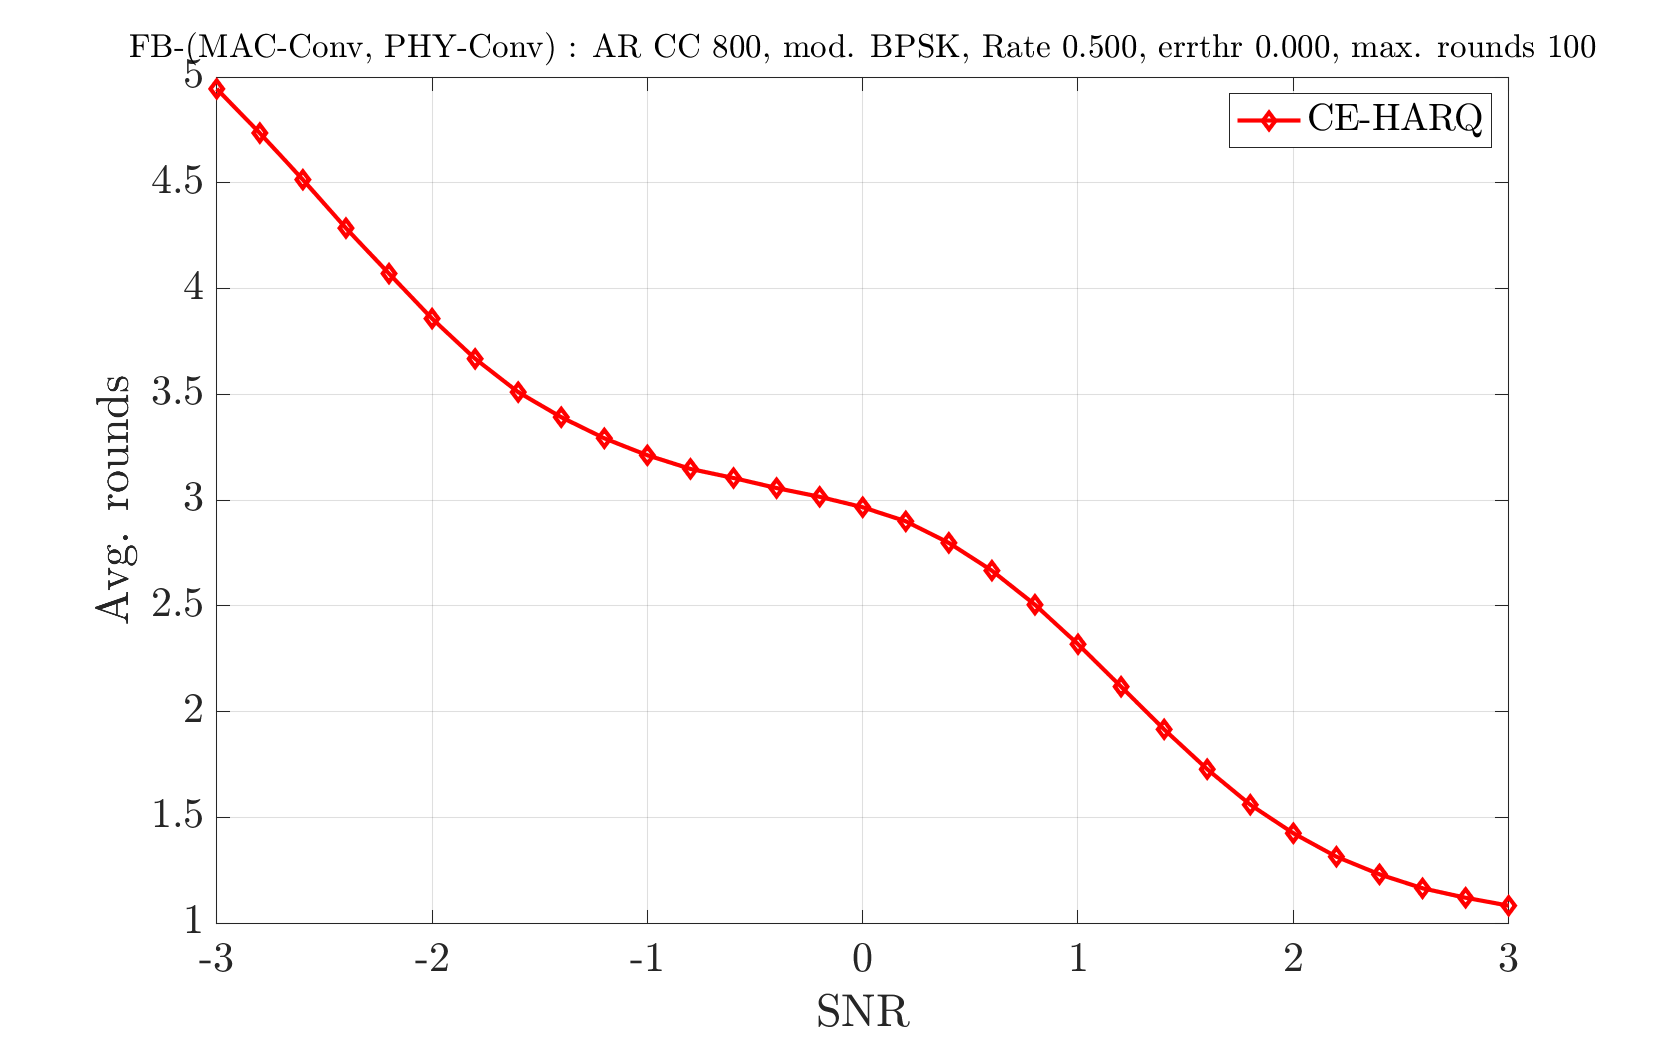 FB-(MAC-Conv, PHY-Conv) : AR CC 800, mod. BPSK, Rate 0.500, errthr 0.000, max. rounds 100
CE-HARQ
Avg. rounds
5
4.5
4
3.5
3
2.5
2
1.5
1
-3 -2 -1 0 1 2 3
SNR